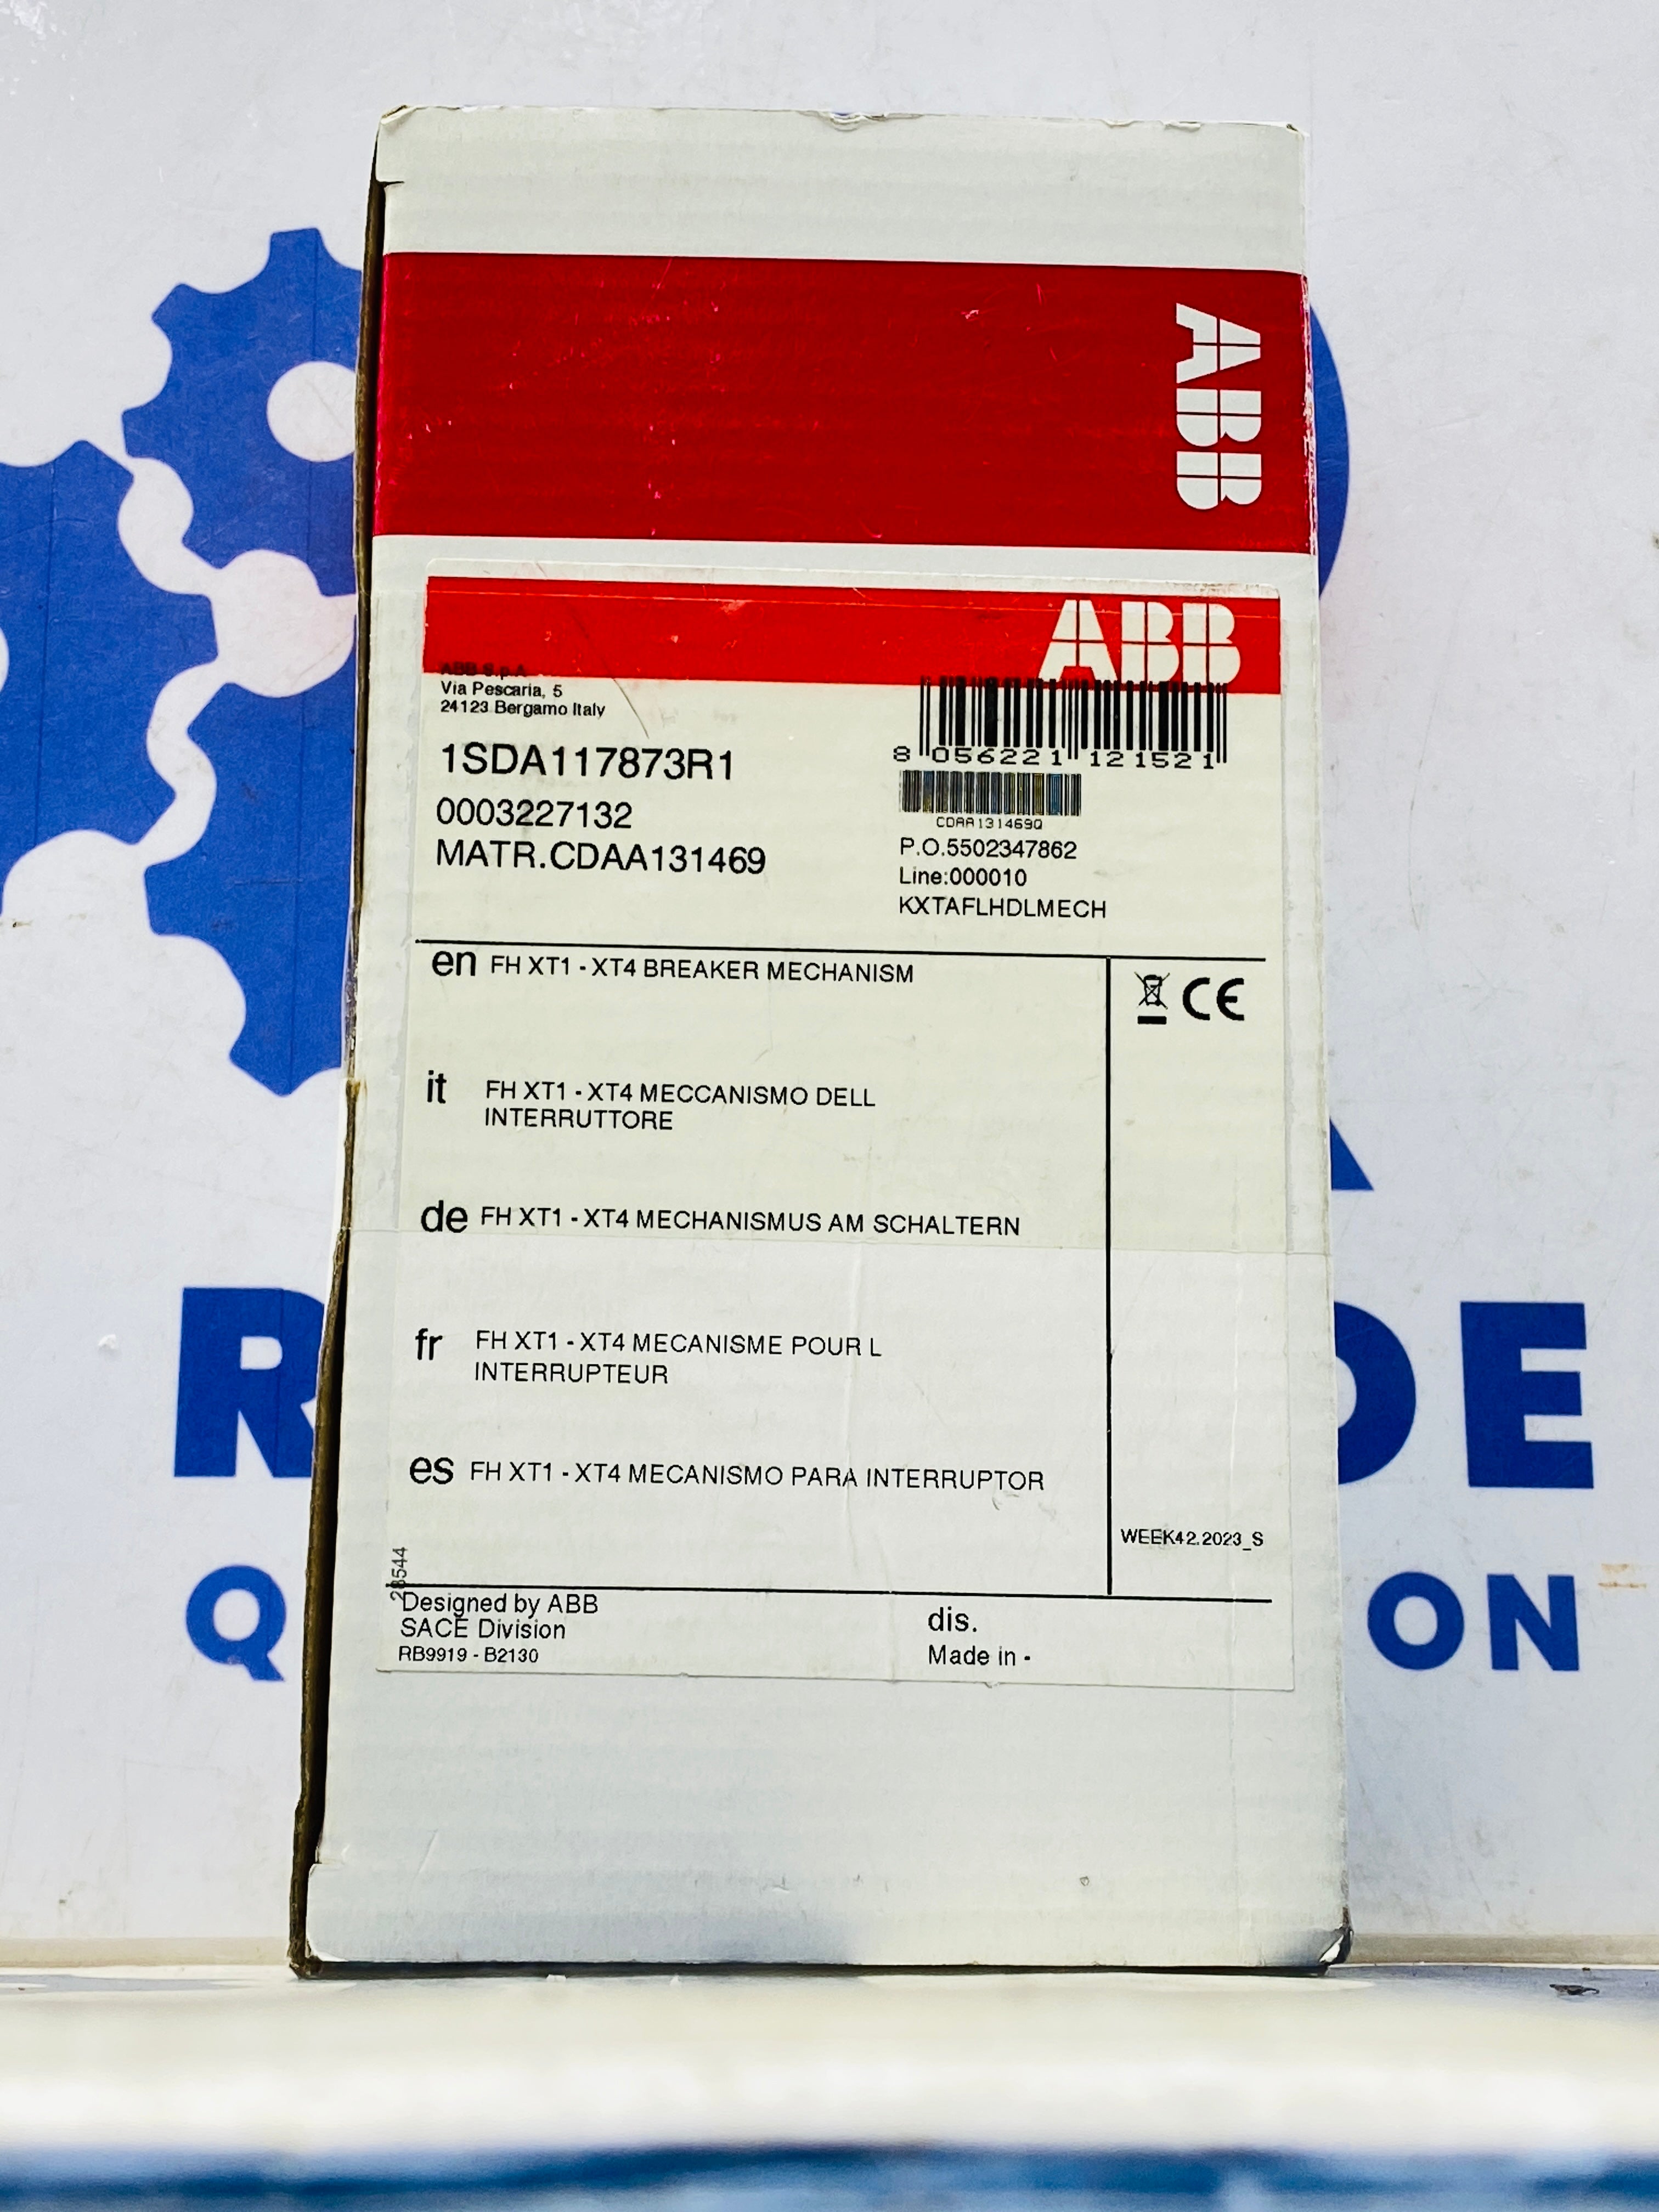 ABB
ABB
ABB S.p.A
Via Pescaria, 5
24123 Bergamo Italy
1SDA117873R1
0003227132
MATR.CDAA131469
8 056221 121521
CDAA131469Q
P.O.5502347862
Line:000010
KXTAFLHDLMECH
en FH XT1 - XT4 BREAKER MECHANISM
CE
it FH XT1 - XT4 MECCANISMO DELL
INTERRUTTORE
de FH XT1 - XT4 MECHANISMUS AM SCHALTERN
fr FH XT1 - XT4 MECANISME POUR L
INTERRUPTEUR
es FH XT1 - XT4 MECANISMO PARA INTERRUPTOR
WEEK42.2023_S
Designed by ABB
SACE Division
RB9919 - B2130
dis.
Made in -